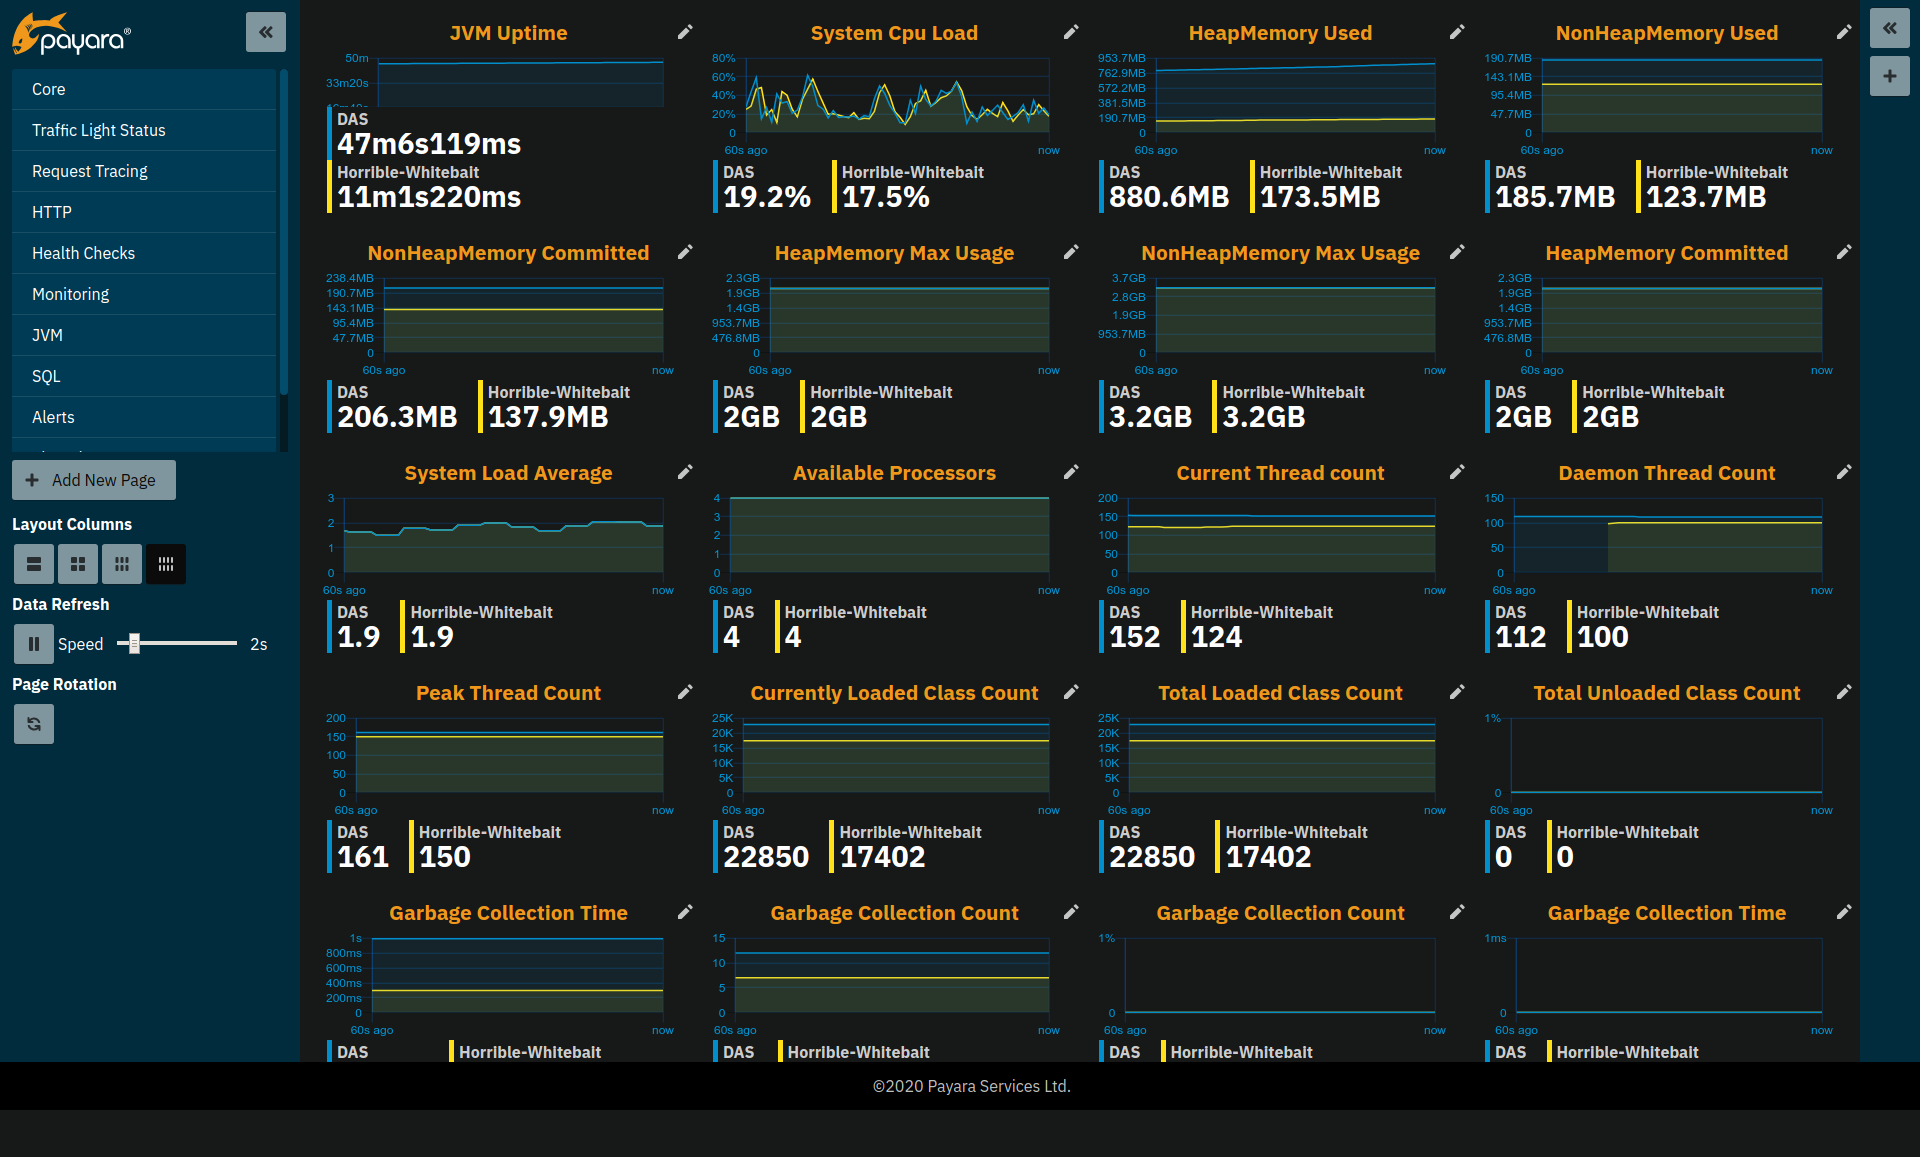 payara®
Core
Traffic Light Status
Request Tracing
HTTP
Health Checks
Monitoring
JVM
SQL
Alerts
Add New Page
Layout Columns
Data Refresh
Speed 2s
Page Rotation
JVM Uptime
50m
33m20s
DAS
47m6s119ms
Horrible-Whitebait
11m1s220ms
System Cpu Load
80%
60%
40%
20%
0
60s ago now
DAS Horrible-Whitebait
19.2% 17.5%
HeapMemory Used
953.7MB
762.9MB
572.2MB
381.5MB
190.7MB
0
60s ago now
DAS Horrible-Whitebait
880.6MB 173.5MB
NonHeapMemory Used
190.7MB
143.1MB
95.4MB
47.7MB
0
60s ago now
DAS Horrible-Whitebait
185.7MB 123.7MB
NonHeapMemory Committed
238.4MB
190.7MB
143.1MB
95.4MB
47.7MB
0
60s ago now
DAS Horrible-Whitebait
206.3MB 137.9MB
HeapMemory Max Usage
2.3GB
1.9GB
1.4GB
953.7MB
476.8MB
0
60s ago now
DAS Horrible-Whitebait
2GB 2GB
NonHeapMemory Max Usage
3.7GB
2.8GB
1.9GB
953.7MB
0
60s ago now
DAS Horrible-Whitebait
3.2GB 3.2GB
HeapMemory Committed
2.3GB
1.9GB
1.4GB
953.7MB
476.8MB
0
60s ago now
DAS Horrible-Whitebait
2GB 2GB
System Load Average
3
2
1
0
60s ago now
DAS Horrible-Whitebait
1.9 1.9
Available Processors
4
3
2
1
0
60s ago now
DAS Horrible-Whitebait
4 4
Current Thread count
200
150
100
50
0
60s ago now
DAS Horrible-Whitebait
152 124
Daemon Thread Count
150
100
50
0
60s ago now
DAS Horrible-Whitebait
112 100
Peak Thread Count
200
150
100
50
0
60s ago now
DAS Horrible-Whitebait
161 150
Currently Loaded Class Count
25K
20K
15K
10K
5K
0
60s ago now
DAS Horrible-Whitebait
22850 17402
Total Loaded Class Count
25K
20K
15K
10K
5K
0
60s ago now
DAS Horrible-Whitebait
22850 17402
Total Unloaded Class Count
1%
0
60s ago now
DAS Horrible-Whitebait
0 0
Garbage Collection Time
1s
800ms
600ms
400ms
200ms
0
60s ago now
DAS Horrible-Whitebait
Garbage Collection Count
15
10
5
0
60s ago now
DAS Horrible-Whitebait
Garbage Collection Count
1%
0
60s ago now
DAS Horrible-Whitebait
Garbage Collection Time
1ms
0
60s ago now
DAS Horrible-Whitebait
©2020 Payara Services Ltd.